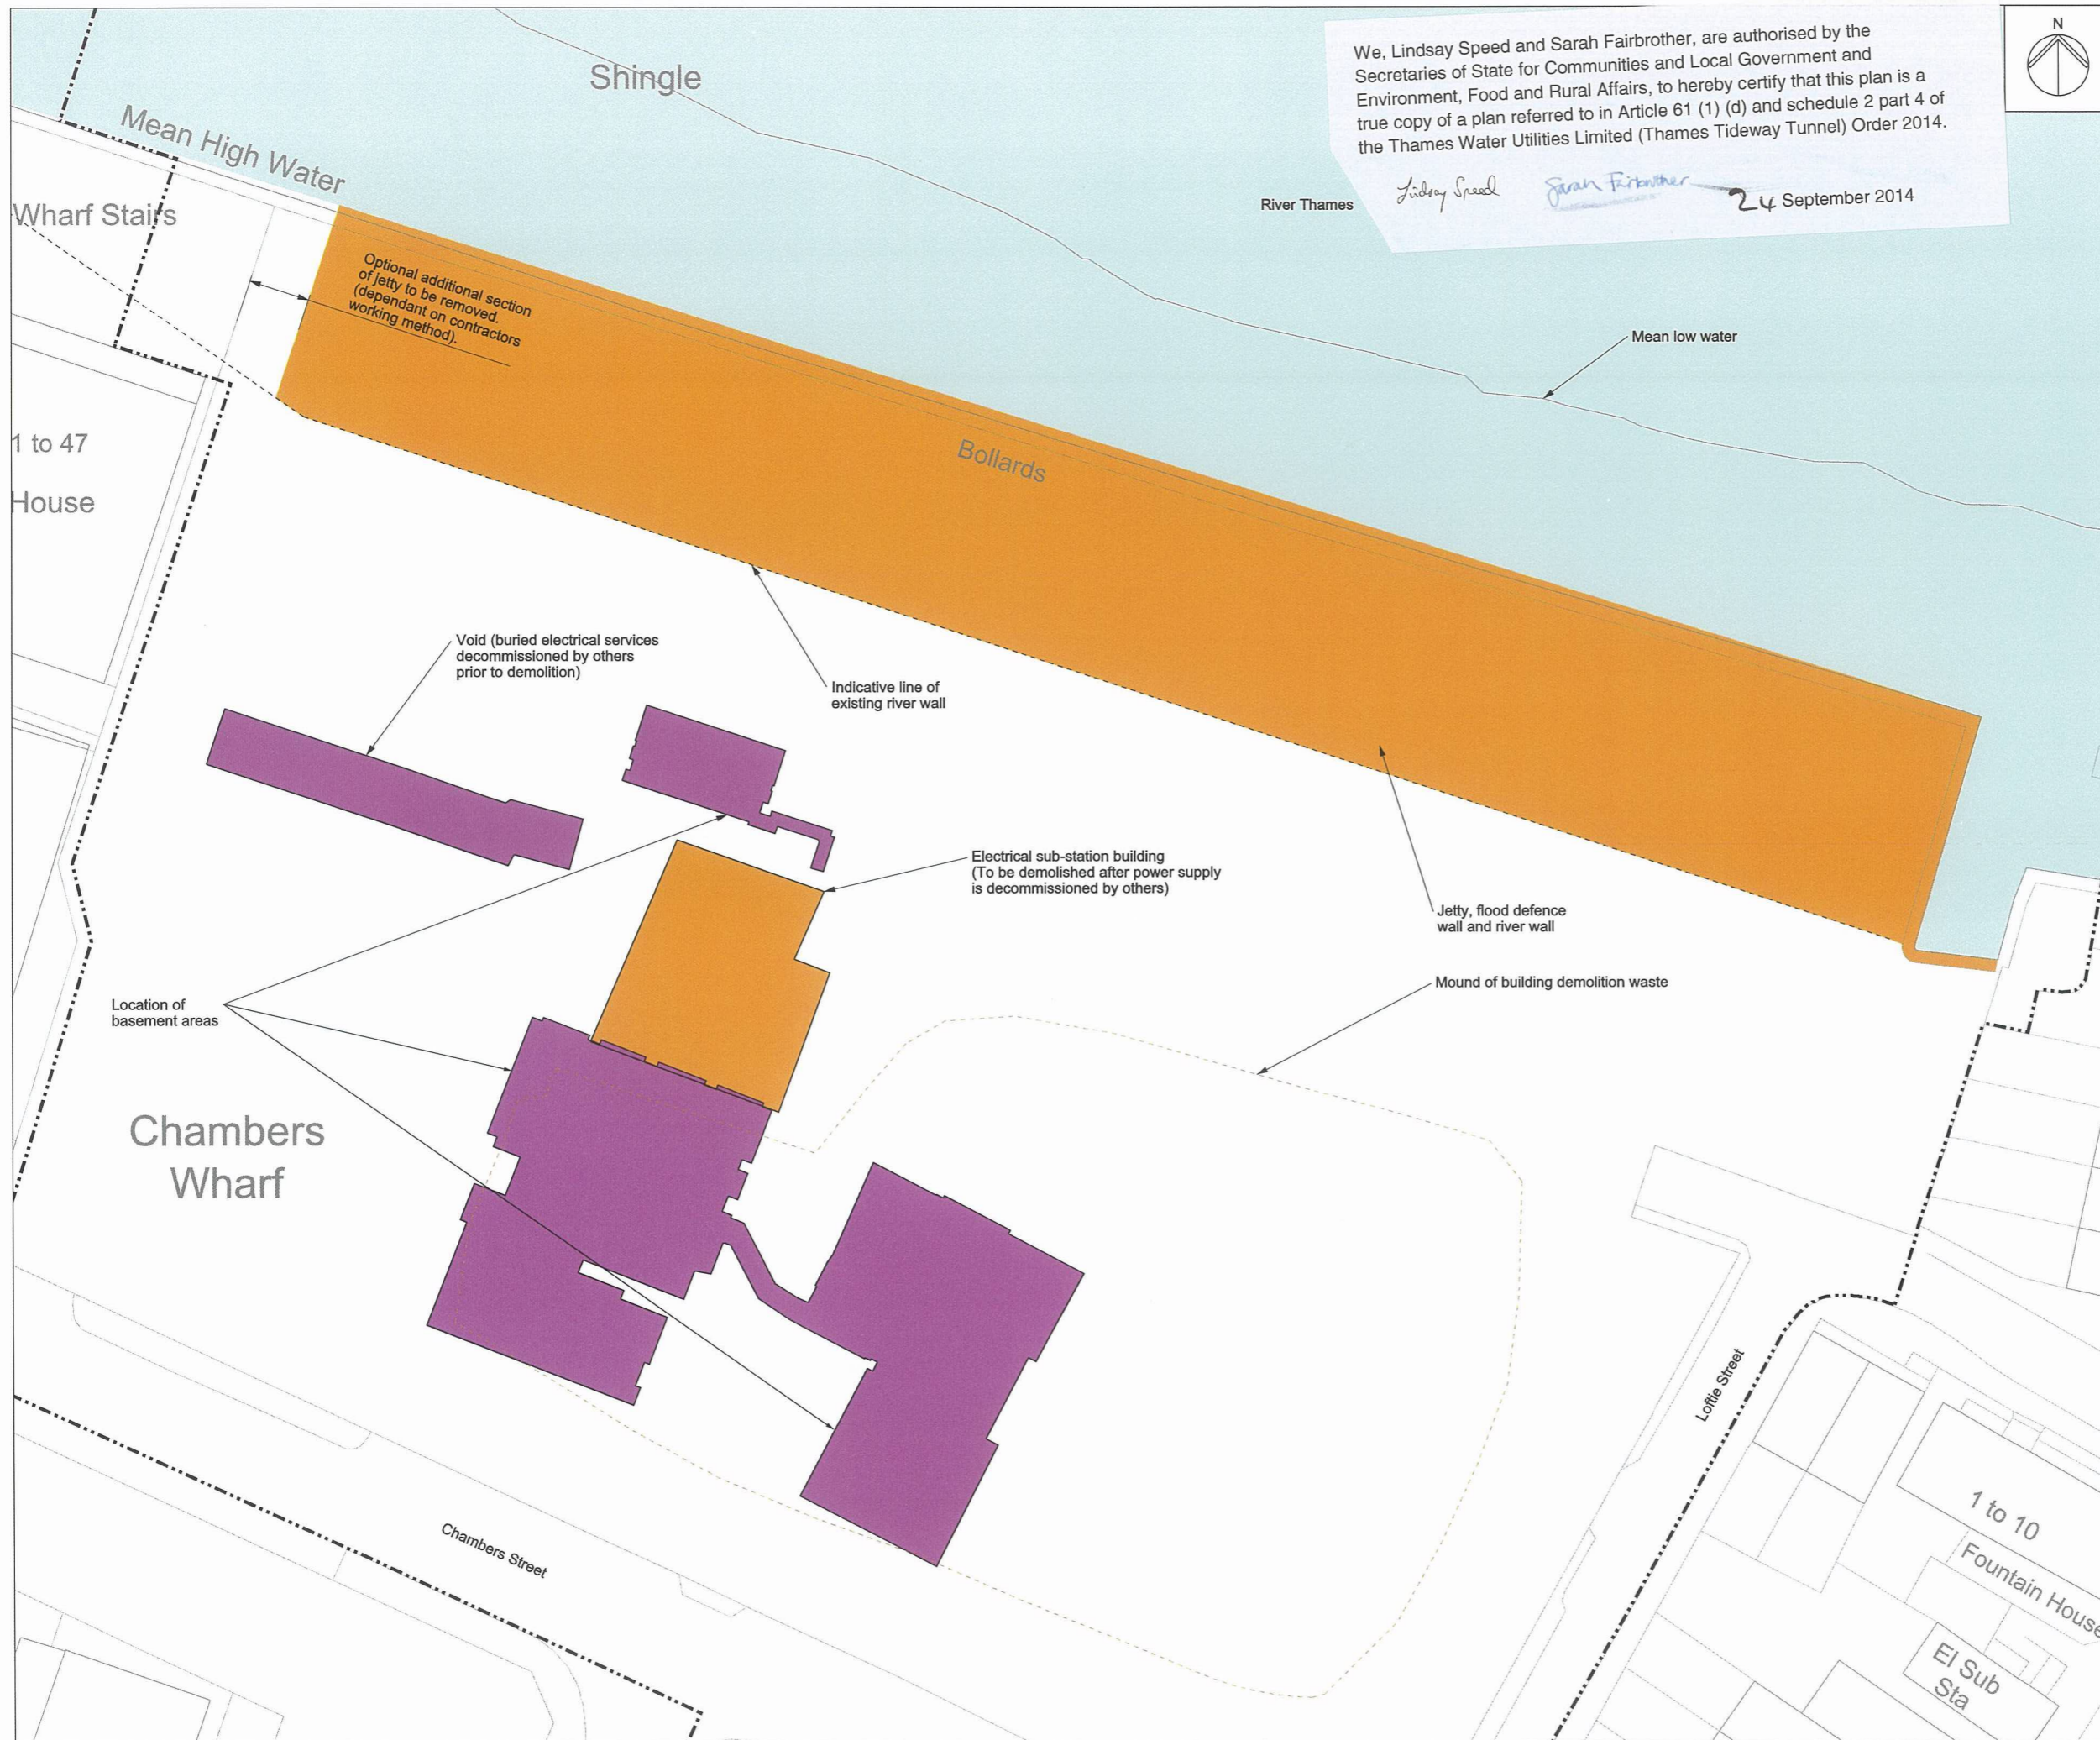 We, Lindsay Speed and Sarah Fairbrother, are authorised by the
Secretaries of State for Communities and Local Government and
Environment, Food and Rural Affairs, to hereby certify that this plan is a
true copy of a plan referred to in Article 61 (1) (d) and schedule 2 part 4 of
the Thames Water Utilities Limited (Thames Tideway Tunnel) Order 2014.
Lindsay Speed
Sarah Fairbrother
24 September 2014
N
Shingle
Mean High Water
Wharf Stairs
River Thames
Optional additional section
of jetty to be removed.
(dependant on contractors
working method).
Mean low water
1 to 47
House
Bollards
Void (buried electrical services
decommissioned by others
prior to demolition)
Indicative line of
existing river wall
Electrical sub-station building
(To be demolished after power supply
is decommissioned by others)
Jetty, flood defence
wall and river wall
Mound of building demolition waste
Location of
basement areas
Chambers
Wharf
Loftie Street
Chambers Street
1 to 10
Fountain House
El Sub
Sta